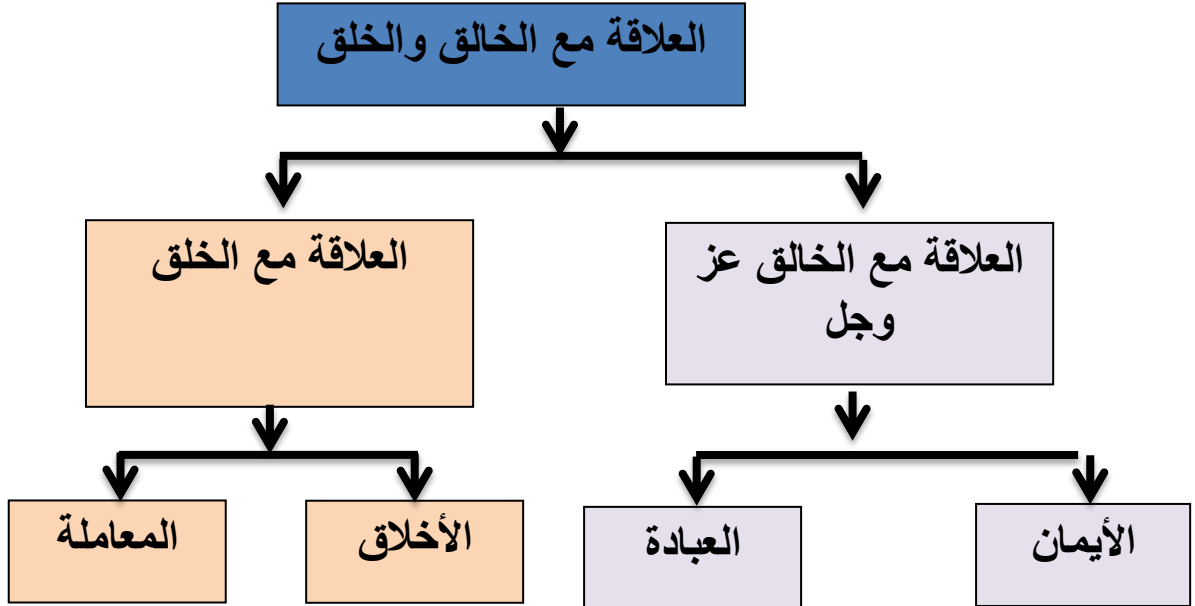 العلاقة مع الخالق والخلق
العلاقة مع الخالق عز
وجل
العلاقة مع الخلق
الأيمان
العبادة
الأخلاق
المعاملة